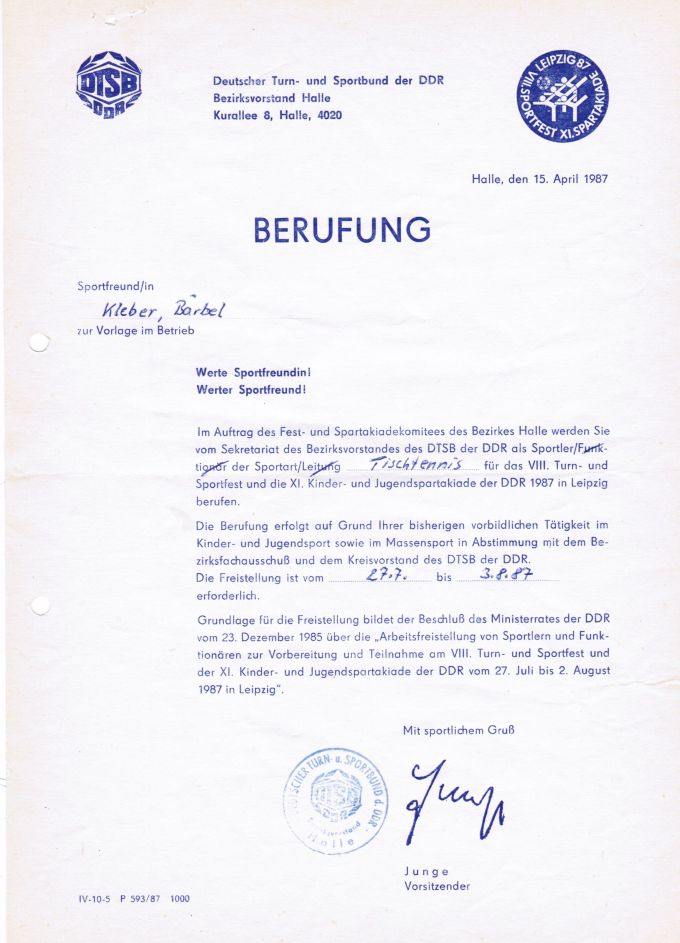 DTSB
DDR
Deutscher Turn- und Sportbund der DDR
Bezirksvorstand Halle
Kurallee 8, Halle, 4020
LEIPZIG 87
VIII. SPORTFEST XI. SPARTAKIADE
Halle, den 15. April 1987
BERUFUNG
Sportfreund/in
Kleber, Bärbel
zur Vorlage im Betrieb
Werte Sportfreundin!
Werter Sportfreund!
Im Auftrag des Fest- und Spartakiadekomitees des Bezirkes Halle werden Sie
vom Sekretariat des Bezirksvorstandes des DTSB der DDR als Sportler/Funk-
tionär der Sportart/Leitung Tischtennis für das VIII. Turn- und
Sportfest und die XI. Kinder- und Jugendspartakiade der DDR 1987 in Leipzig
berufen.
Die Berufung erfolgt auf Grund Ihrer bisherigen vorbildlichen Tätigkeit im
Kinder- und Jugendsport sowie im Massensport in Abstimmung mit dem Be-
zirksfachausschuß und dem Kreisvorstand des DTSB der DDR.
Die Freistellung ist vom 27.7. bis 3.8.87
erforderlich.
Grundlage für die Freistellung bildet der Beschluß des Ministerrates der DDR
vom 23. Dezember 1985 über die „Arbeitsfreistellung von Sportlern und Funk-
tionären zur Vorbereitung und Teilnahme am VIII. Turn- und Sportfest und
der XI. Kinder- und Jugendspartakiade der DDR vom 27. Juli bis 2. August
1987 in Leipzig".
Mit sportlichem Gruß
DEUTSCHER TURN- u. SPORTBUND d. DDR
DTSB
DDR
Bezirksvorstand
Halle
Junge
Junge
Vorsitzender
IV-10-5 P 593/87 1000